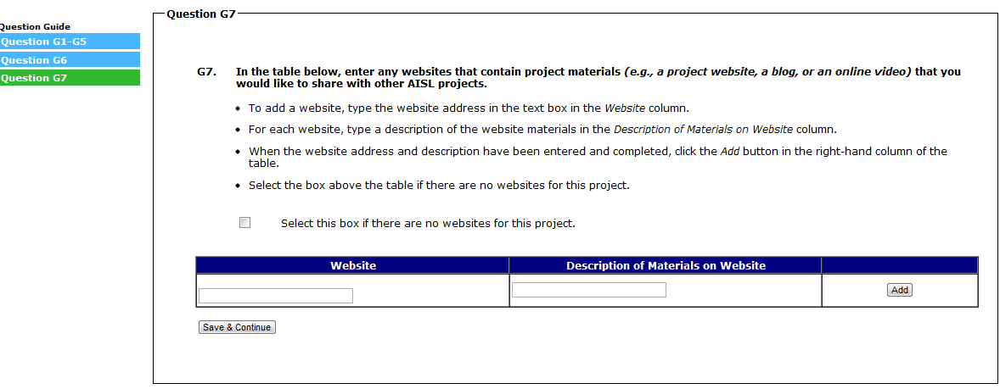 Question Guide
Question G1-G5
Question G6
Question G7
Question G7
G7. In the table below, enter any websites that contain project materials (e.g., a project website, a blog, or an online video) that you
would like to share with other AISL projects.
• To add a website, type the website address in the text box in the Website column.
• For each website, type a description of the website materials in the Description of Materials on Website column.
• When the website address and description have been entered and completed, click the Add button in the right-hand column of the
table.
• Select the box above the table if there are no websites for this project.
Select this box if there are no websites for this project.
Website Description of Materials on Website
Add
Save & Continue